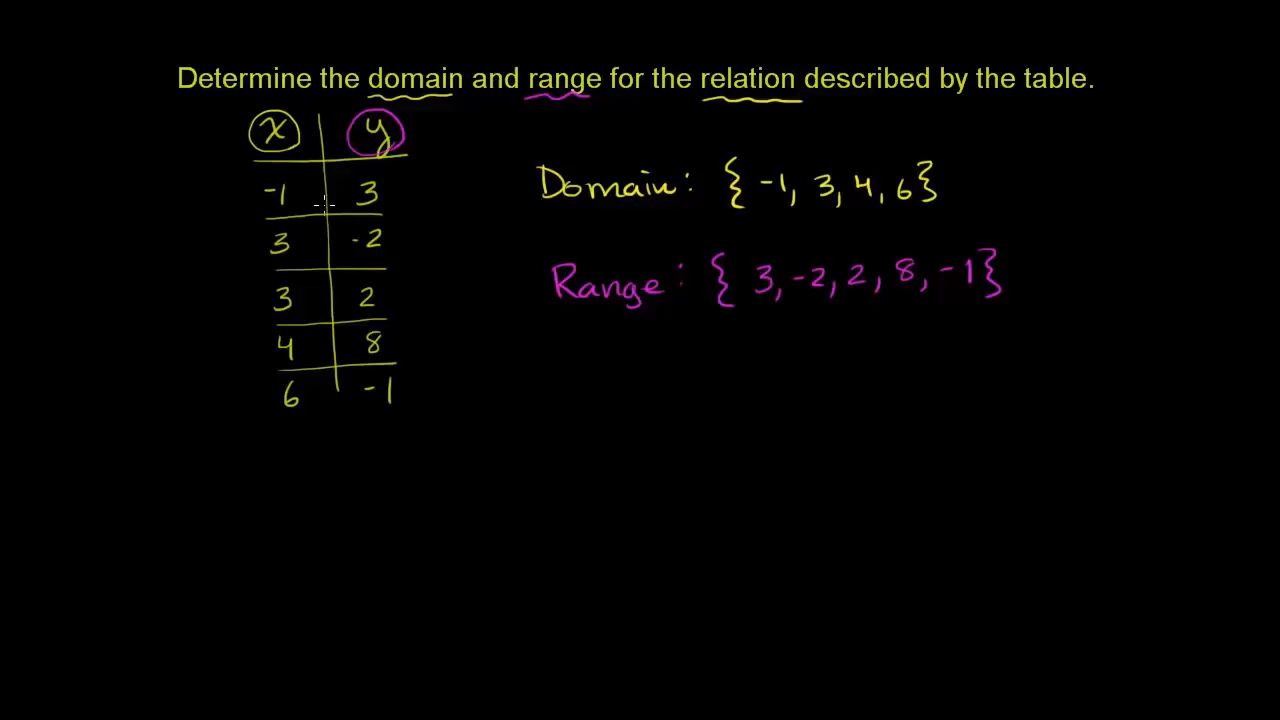 Determine the domain and range for the relation described by the table.
x y
-1 3
3 -2
3 2
4 8
6 -1
Domain: { -1, 3, 4, 6}
Range: { 3, -2, 2, 8, -1}